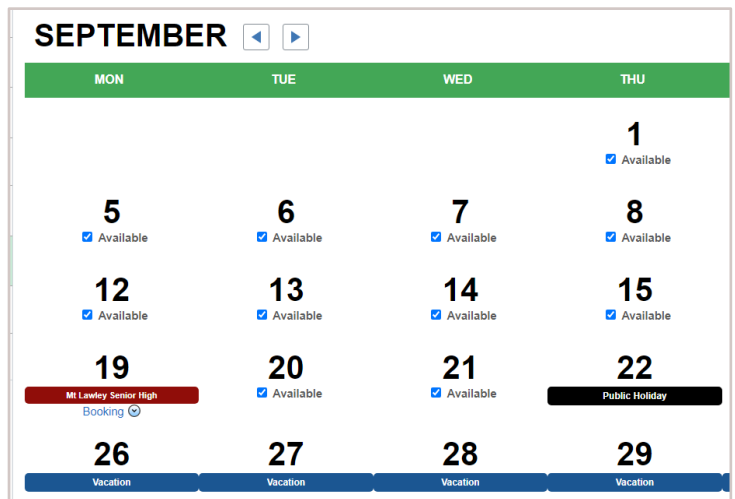 SEPTEMBER
MON TUE WED THU
1
Available
5 6 7 8
Available Available Available Available
12 13 14 15
Available Available Available Available
19 20 21 22
Mt Lawley Senior High Available Available Public Holiday
Booking
26 27 28 29
Vacation Vacation Vacation Vacation